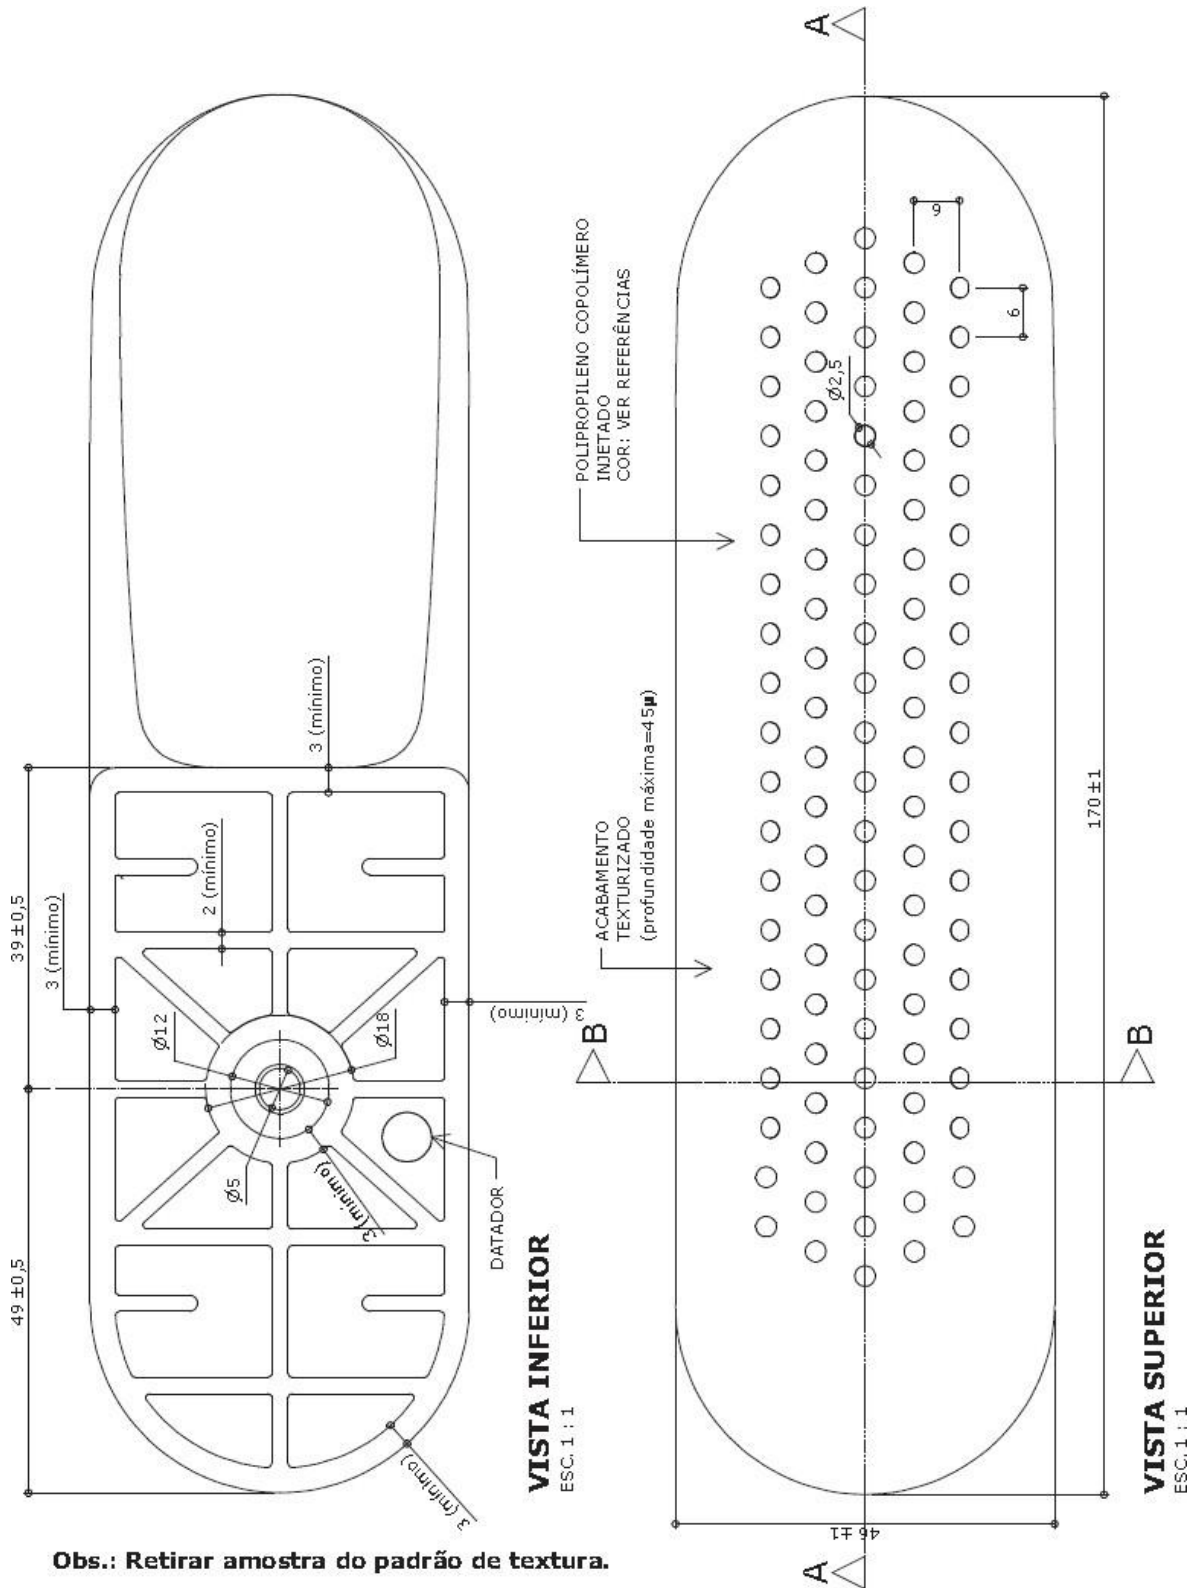 VISTA INFERIOR
ESC. 1 : 1
49±0,5
39±0,5
3 (mínimo)
2 (mínimo)
3 (mínimo)
Ø12
Ø18
Ø5
3 (mínimo)
3 (mínimo)
3 (mínimo)
DATADOR
POLIPROPILENO COPOLÍMERO
INJETADO
COR: VER REFERÊNCIAS
ACABAMENTO
TEXTURIZADO
(profundidade máxima=45µ)
VISTA SUPERIOR
ESC. 1 : 1
A
A
B
B
Ø2,5
6
6
170±1
46±1
Obs.: Retirar amostra do padrão de textura.